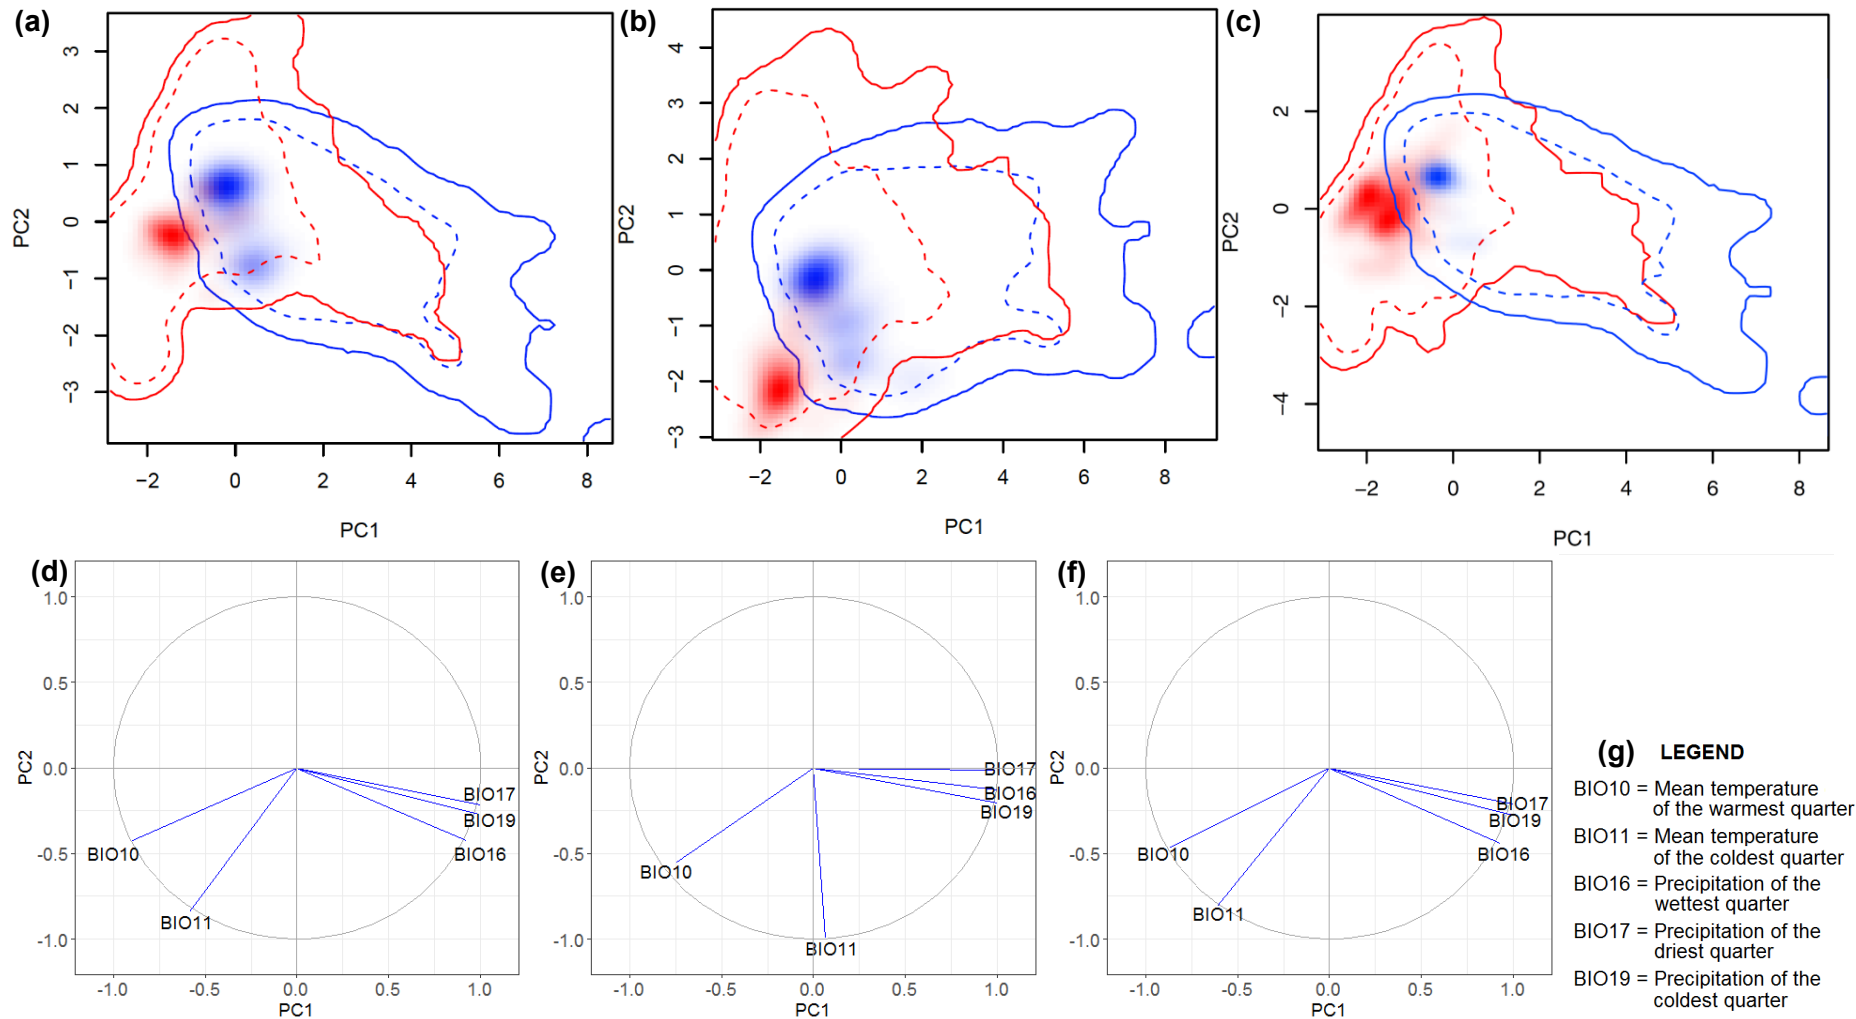 (a)
3
2
1
0
−1
−2
−3
PC2
−2
0
2
4
6
8
PC1
(b)
4
3
2
1
0
−1
−2
−3
PC2
−2
0
2
4
6
8
PC1
(c)
2
0
−2
−4
PC2
−2
0
2
4
6
8
PC1
(d)
1.0
0.5
0.0
-0.5
-1.0
PC2
BIO17
BIO19
BIO16
BIO10
BIO11
-1.0
-0.5
0.0
0.5
1.0
PC1
(e)
1.0
0.5
0.0
-0.5
-1.0
PC2
BIO17
BIO16
BIO19
BIO10
BIO11
-1.0
-0.5
0.0
0.5
1.0
PC1
(f)
1.0
0.5
0.0
-0.5
-1.0
PC2
BIO17
BIO19
BIO16
BIO10
BIO11
-1.0
-0.5
0.0
0.5
1.0
PC1
(g) LEGEND
BIO10 = Mean temperature
of the warmest quarter
BIO11 = Mean temperature
of the coldest quarter
BIO16 = Precipitation of the
wettest quarter
BIO17 = Precipitation of the
driest quarter
BIO19 = Precipitation of the
coldest quarter